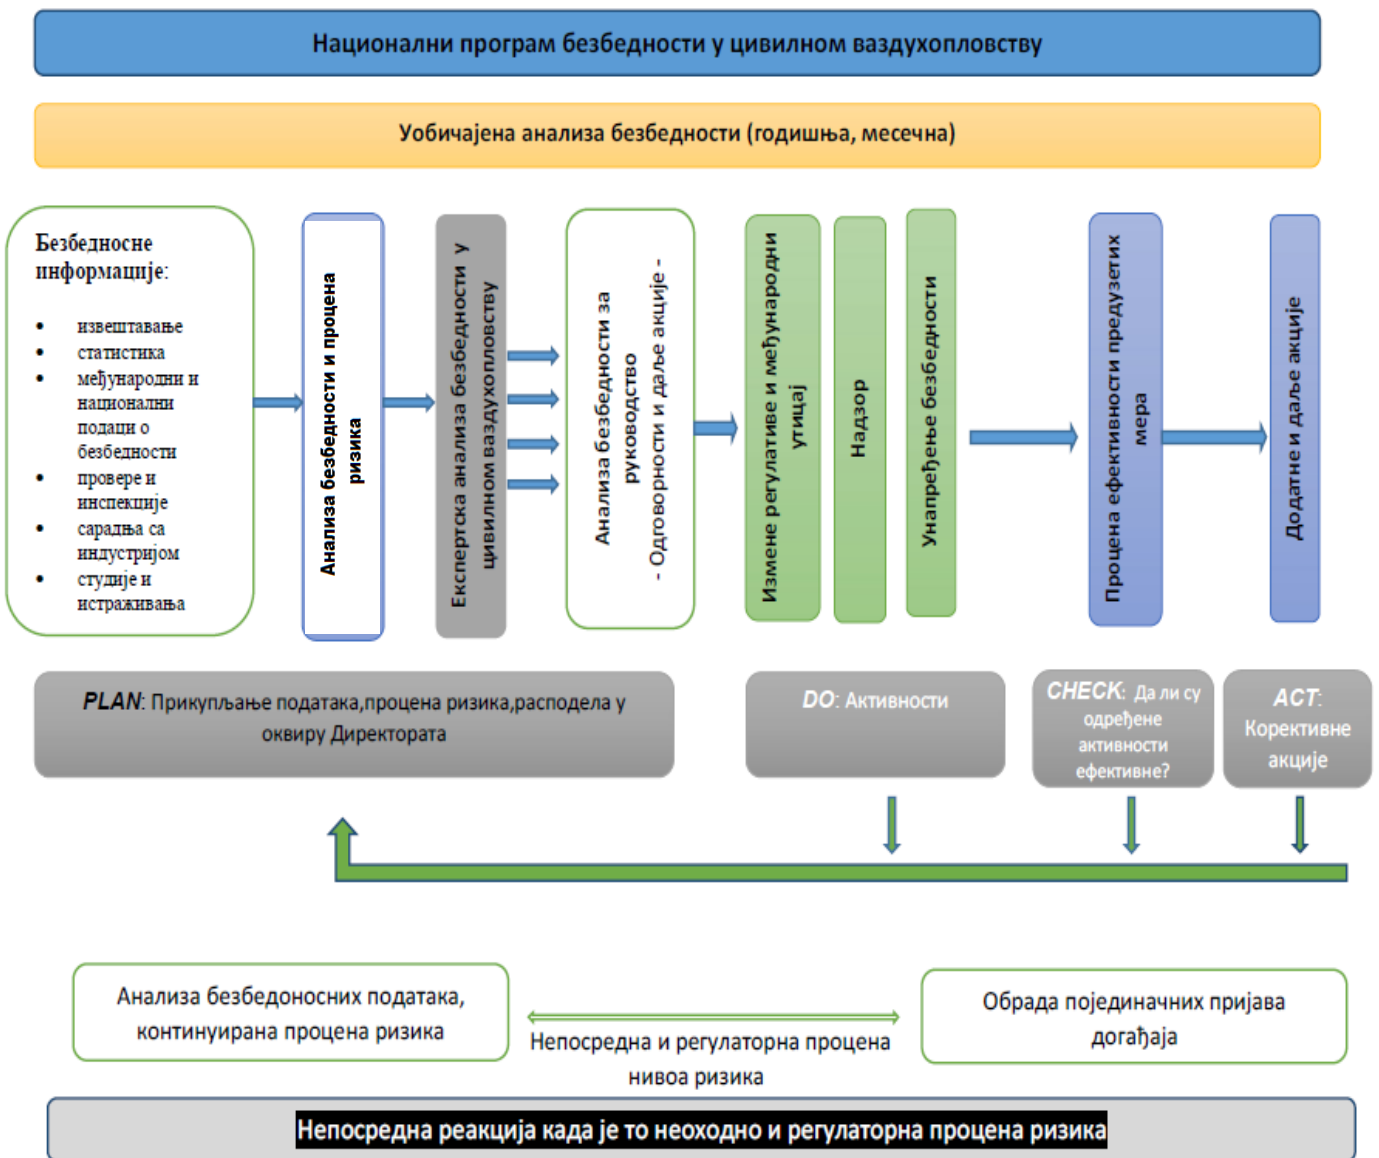 Национални програм безбедности у цивилном ваздухопловству
Уобичајена анализа безбедности (годишња, месечна)
Безбедносне
информације:
• извештавање
• статистика
• међународни и
национални
подаци о
безбедности
• провере и
инспекције
• сарадња са
индустријом
• студије и
истраживања
Анализа безбедности и процена
ризика
Експертска анализа безбедности у
цивилном ваздухопловству
Анализа безбедности за
руководство
- Одговорности и даље акције -
Измене регулативе и међународни
утицај
Надзор
Унапређење безбедности
Процена ефективности предузетих
мера
Додатне и даље акције
PLAN: Прикупљање података,процена ризика,расподела у
оквиру Директората
DO: Активности
CHECK: Да ли су
одређене
активности
ефективне?
ACT:
Корективне
акције
Анализа безбедоносних података,
континуирана процена ризика
Непосредна и регулаторна процена
нивоа ризика
Обрада појединачних пријава
догађаја
Непосредна реакција када је то неоходно и регулаторна процена ризика